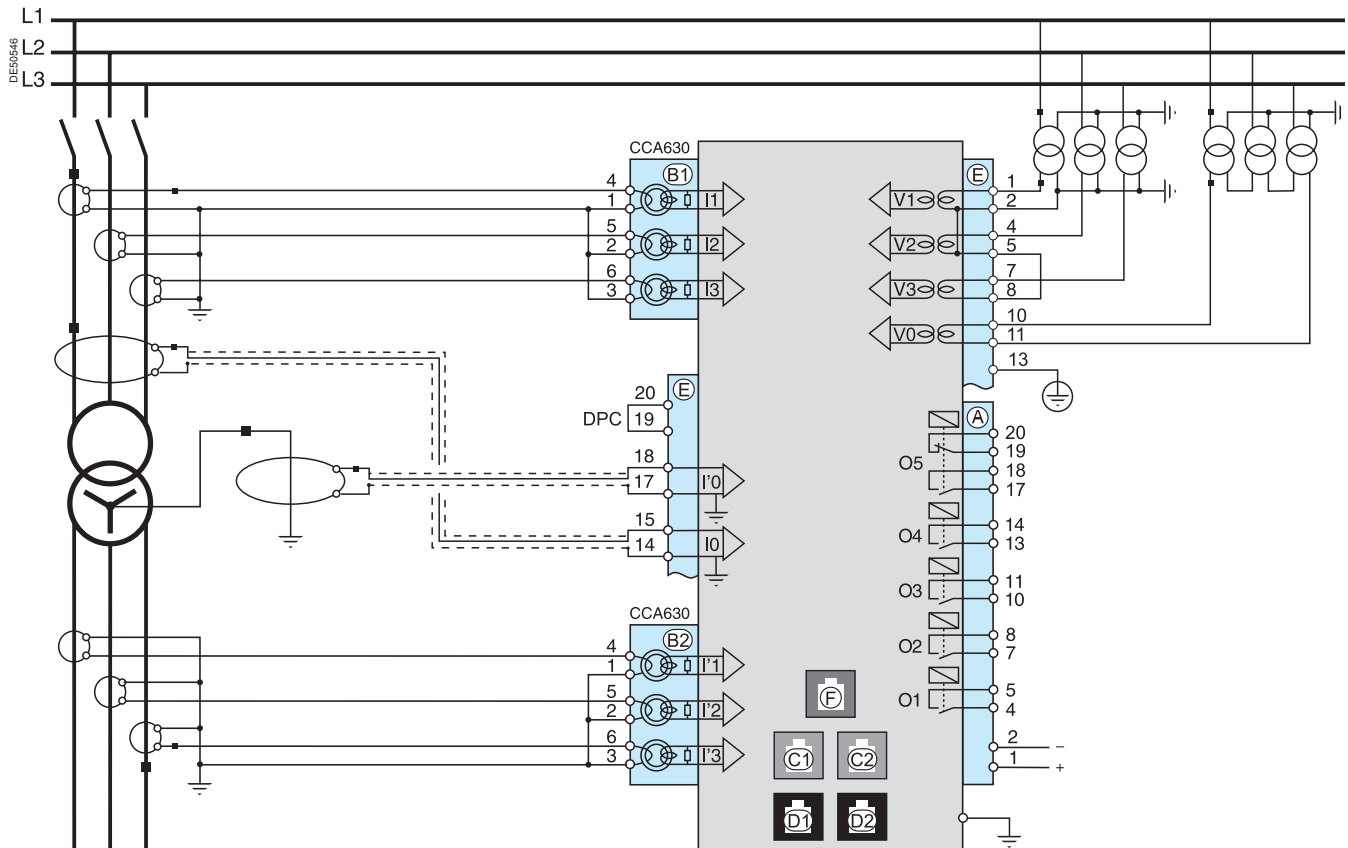 L1
L2
L3
DE50546
CCA630
B1
4
1
5
2
6
3
I1
I2
I3
E
V1
V2
V3
V0
1
2
4
5
7
8
10
11
13
E
20
DPC 19
18
17
15
14
I'0
I0
A
O5
20
19
18
17
O4
14
13
O3
11
10
O2
8
7
O1
5
4
2 –
1 +
CCA630
B2
4
1
5
2
6
3
I'1
I'2
I'3
F
C1 C2
D1 D2